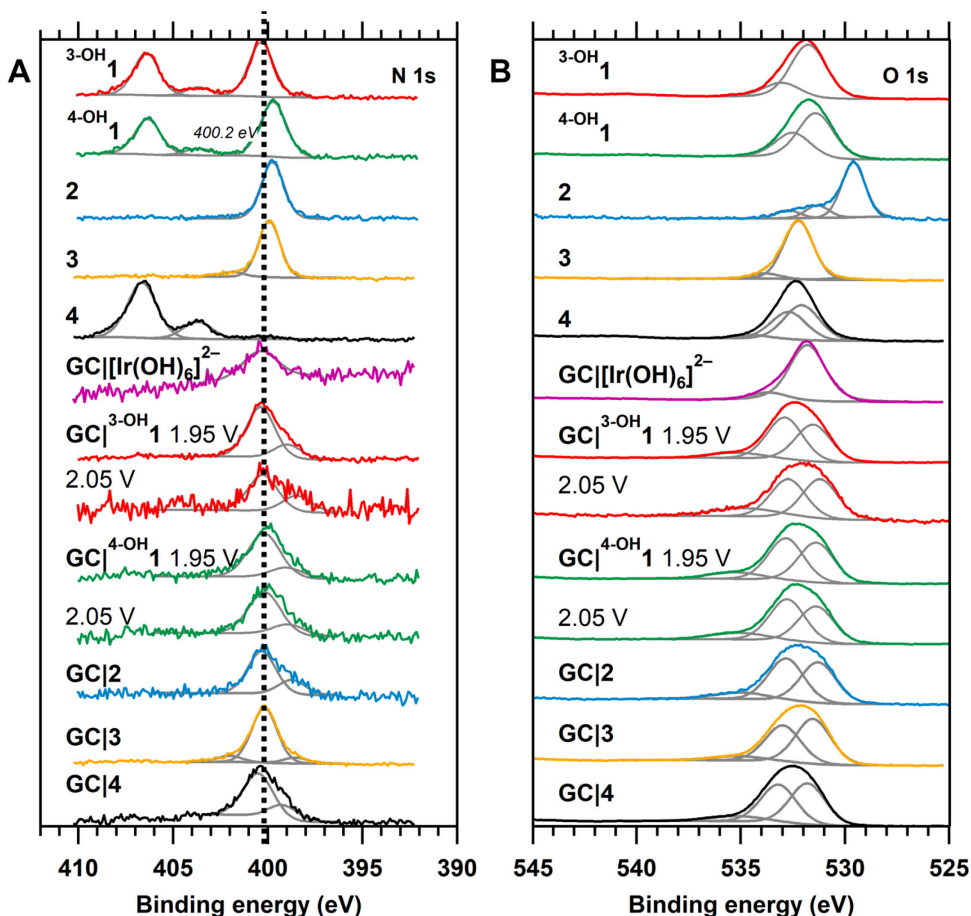 A
N 1s
3-OH1
4-OH1
400.2 eV
2
3
4
GC|[Ir(OH)6]2–
GC|3-OH1 1.95 V
2.05 V
GC|4-OH1 1.95 V
2.05 V
GC|2
GC|3
GC|4
410 405 400 395 390
Binding energy (eV)
B
O 1s
3-OH1
4-OH1
2
3
4
GC|[Ir(OH)6]2–
GC|3-OH1 1.95 V
2.05 V
GC|4-OH1 1.95 V
2.05 V
GC|2
GC|3
GC|4
545 540 535 530 525
Binding energy (eV)